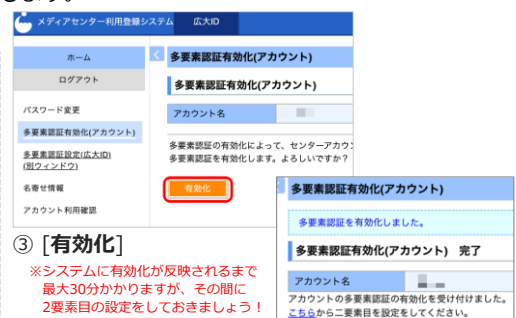 します。
メディアセンター利用登録システム 広大ID
ホーム
ログアウト
パスワード変更
多要素認証有効化(アカウント)
多要素認証設定(広大ID)
(別ウィンドウ)
名寄せ情報
アカウント利用確認
多要素認証有効化(アカウント)
多要素認証有効化(アカウント)
アカウント名
多要素認証の有効化によって、センターアカウ
多要素認証を有効化します。よろしいですか？
有効化
③ [有効化]
※システムに有効化が反映されるまで
最大30分かかりますが、その間に
2要素目の設定をしておきましょう！
多要素認証有効化(アカウント)
多要素認証を有効化しました。
多要素認証有効化(アカウント) 完了
アカウント名
アカウントの多要素認証の有効化を受け付けました。
こちらから二要素目を設定をしてください。